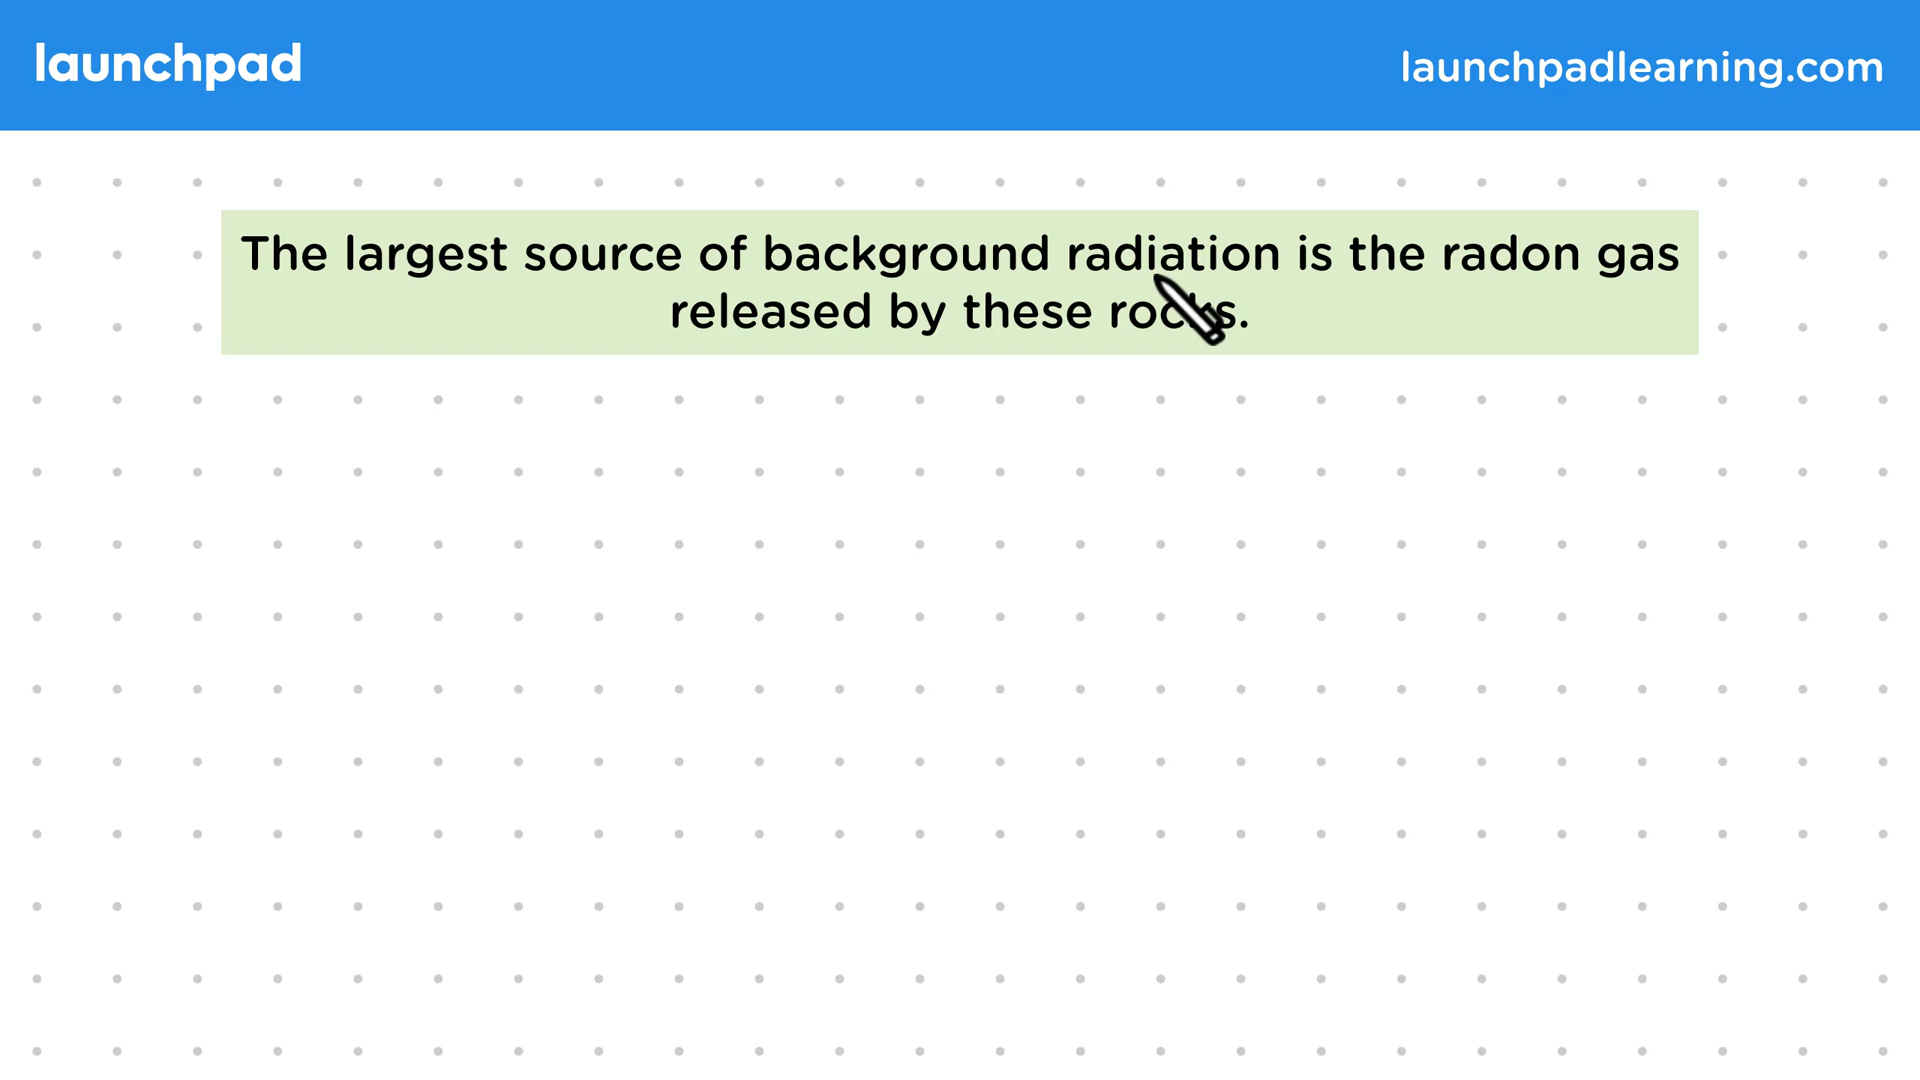 launchpad
launchpadlearning.com
The largest source of background radiation is the radon gas
released by these rocks.